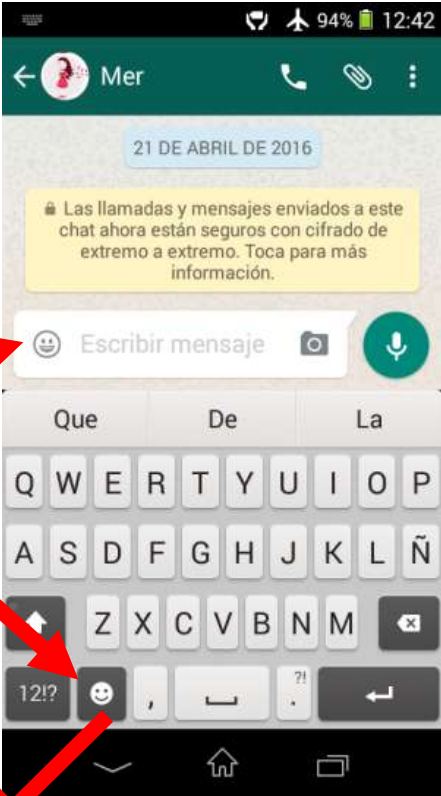 94% 12:42
Mer
21 DE ABRIL DE 2016
Las llamadas y mensajes enviados a este
chat ahora están seguros con cifrado de
extremo a extremo. Toca para más
información.
Escribir mensaje
Que De La
Q W E R T Y U I O P
A S D F G H J K L Ñ
Z X C V B N M
12!? , ?! .